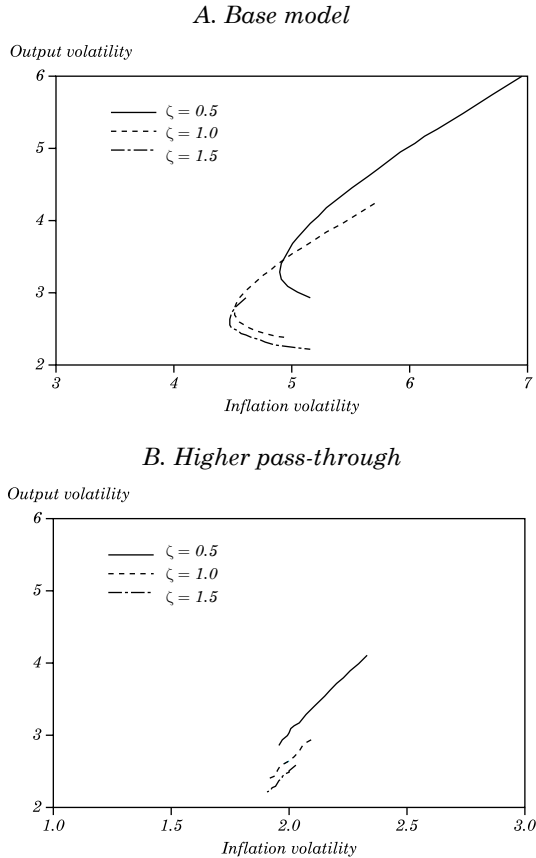 A. Base model
Output volatility
6
5
4
3
2
ζ = 0.5
ζ = 1.0
ζ = 1.5
3 4 5 6 7
Inflation volatility
B. Higher pass-through
Output volatility
6
5
4
3
2
ζ = 0.5
ζ = 1.0
ζ = 1.5
1.0 1.5 2.0 2.5 3.0
Inflation volatility